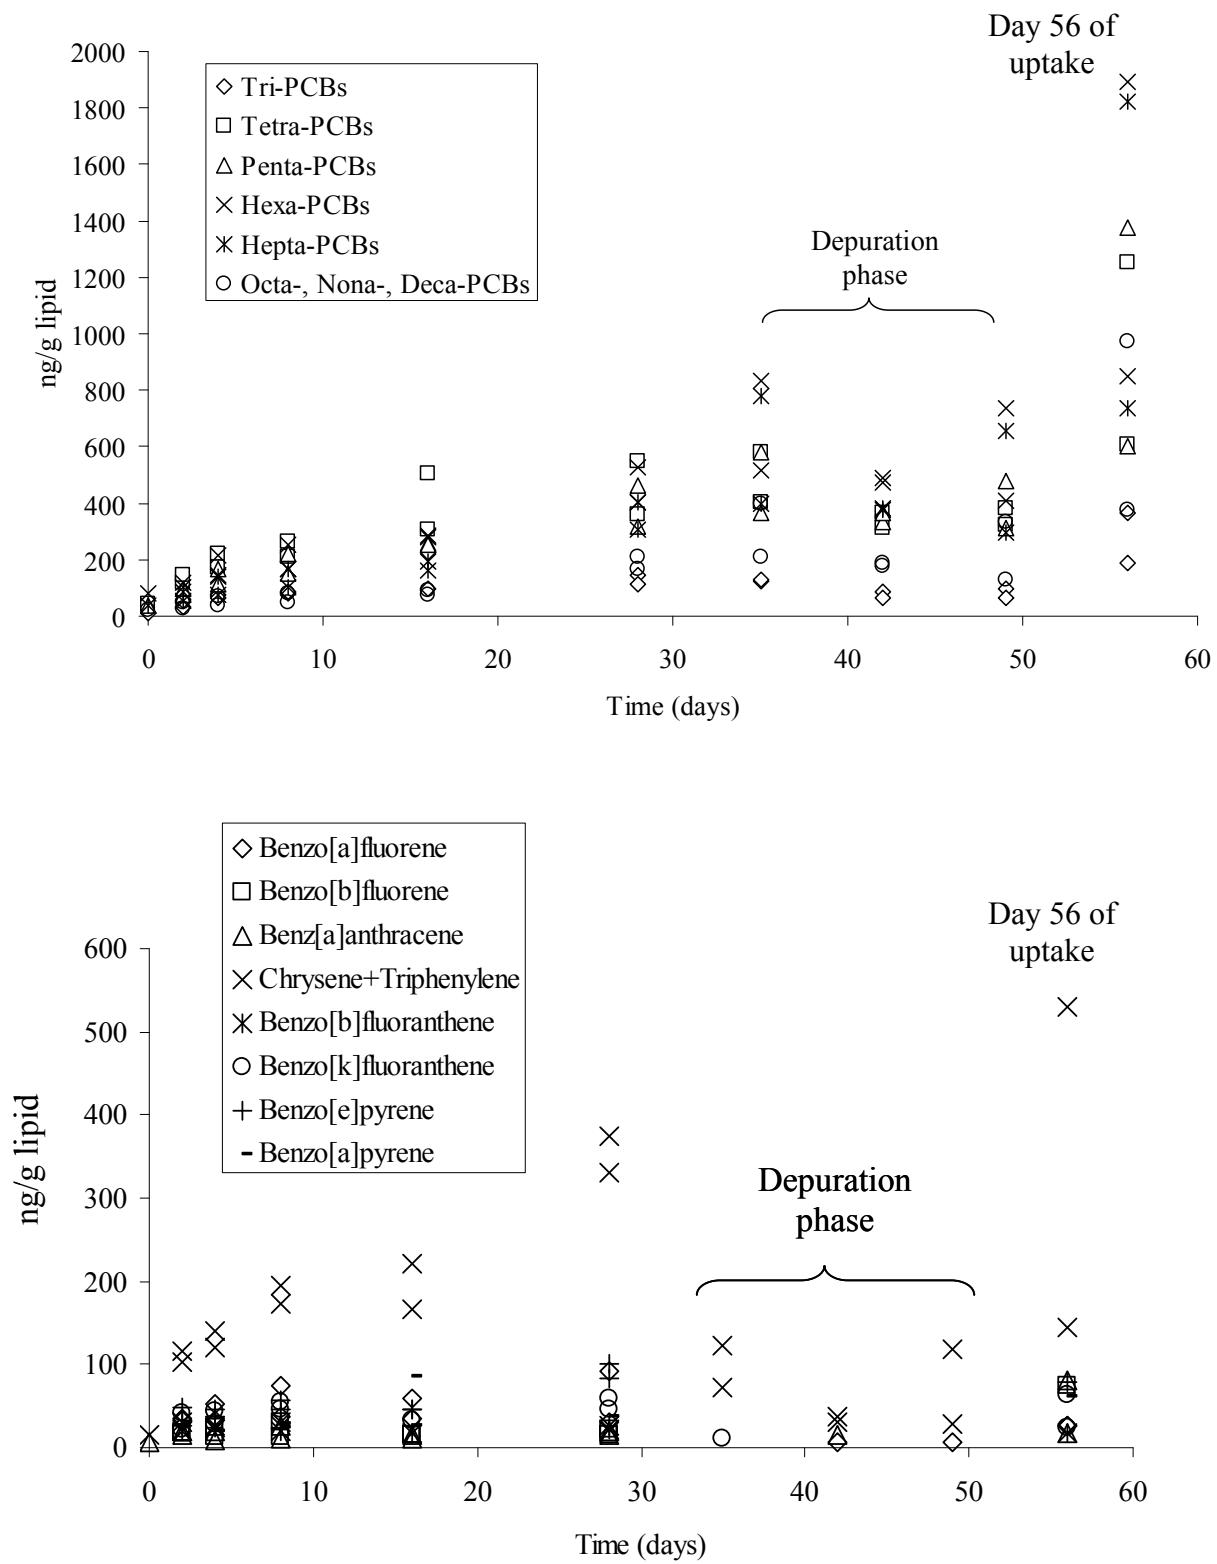 Day 56 of
uptake
2000
1800
1600
1400
1200
1000
800
600
400
200
0
ng/g lipid
Tri-PCBs
Tetra-PCBs
Penta-PCBs
Hexa-PCBs
Hepta-PCBs
Octa-, Nona-, Deca-PCBs
Depuration
phase
0 10 20 30 40 50 60
Time (days)
Benzo[a]fluorene
Benzo[b]fluorene
Benz[a]anthracene
Chrysene+Triphenylene
Benzo[b]fluoranthene
Benzo[k]fluoranthene
Benzo[e]pyrene
Benzo[a]pyrene
Day 56 of
uptake
600
500
400
300
200
100
0
ng/g lipid
Depuration
phase
0 10 20 30 40 50 60
Time (days)